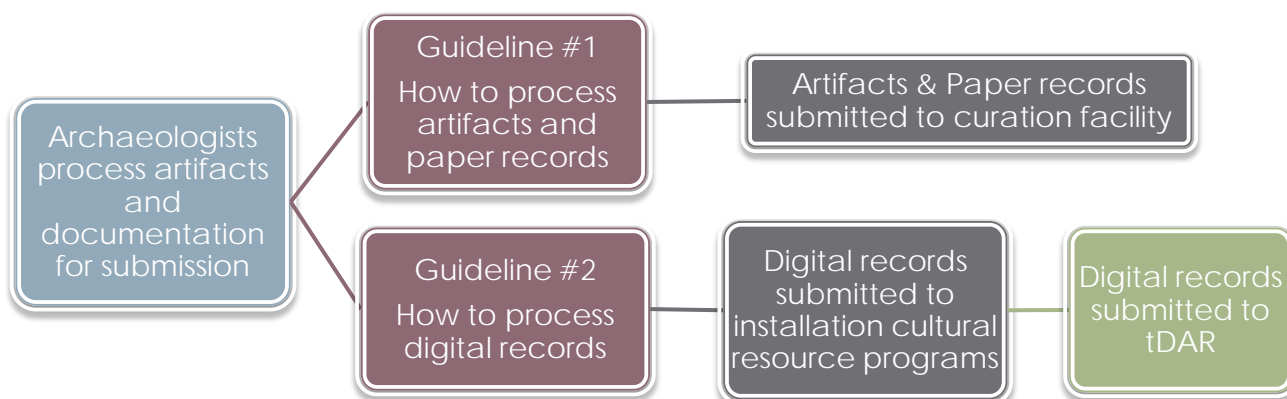 Archaeologists
process artifacts
and
documentation
for submission
Guideline #1
How to process
artifacts and
paper records
Artifacts & Paper records
submitted to curation facility
Guideline #2
How to process
digital records
Digital records
submitted to
installation cultural
resource programs
Digital records
submitted to
tDAR